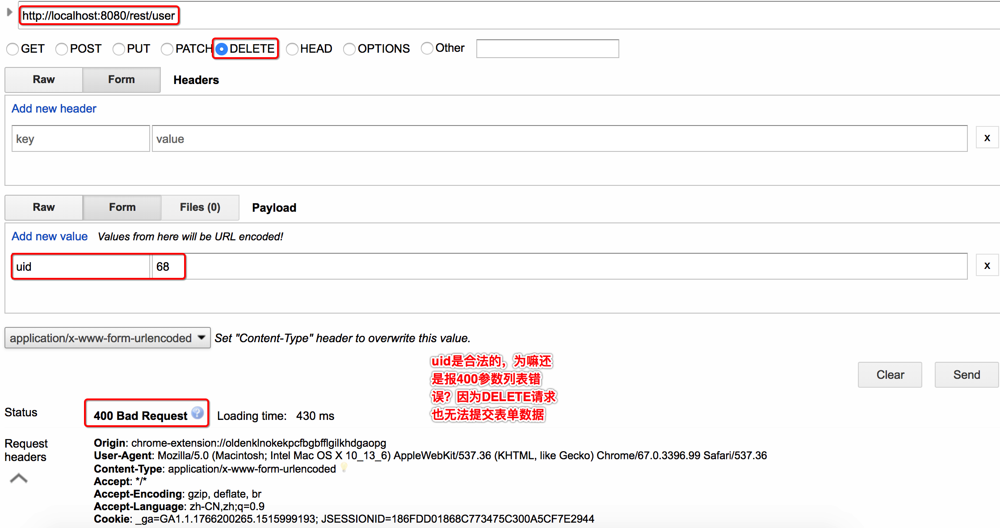 http://localhost:8080/rest/user
GET POST PUT PATCH DELETE HEAD OPTIONS Other
Raw Form Headers
Add new header
key value x
Raw Form Files (0) Payload
Add new value Values from here will be URL encoded!
uid 68 x
application/x-www-form-urlencoded Set "Content-Type" header to overwrite this value.
uid是合法的，为嘛还
是报400参数列表错
误？因为DELETE请求
也无法提交表单数据
Clear Send
Status 400 Bad Request ? Loading time: 430 ms
Request
headers
Origin: chrome-extension://oldenklnokekpcfbgbfflgilkhdgaopg
User-Agent: Mozilla/5.0 (Macintosh; Intel Mac OS X 10_13_6) AppleWebKit/537.36 (KHTML, like Gecko) Chrome/67.0.3396.99 Safari/537.36
Content-Type: application/x-www-form-urlencoded
Accept: */*
Accept-Encoding: gzip, deflate, br
Accept-Language: zh-CN,zh;q=0.9
Cookie: _ga=GA1.1.1766200265.1515999193; JSESSIONID=186FDD01868C773475C300A5CF7E2944